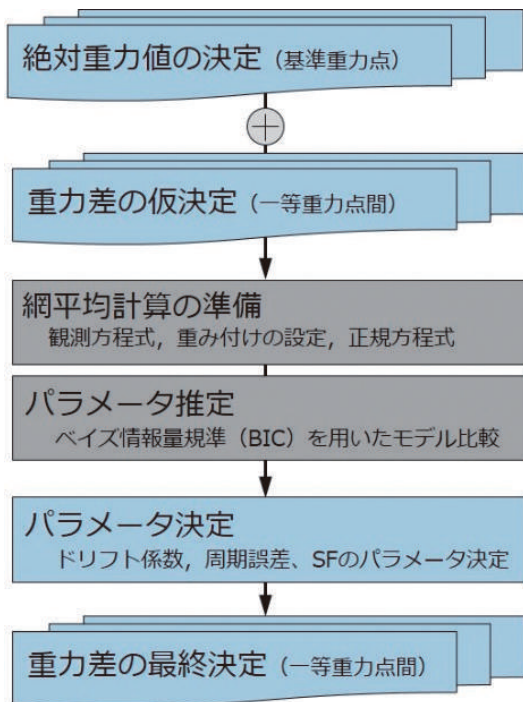 絶対重力値の決定（基準重力点）
重力差の仮決定（一等重力点間）
網平均計算の準備
観測方程式，重み付けの設定，正規方程式
パラメータ推定
ベイズ情報量規準（BIC）を用いたモデル比較
パラメータ決定
ドリフト係数，周期誤差、SFのパラメータ決定
重力差の最終決定（一等重力点間）